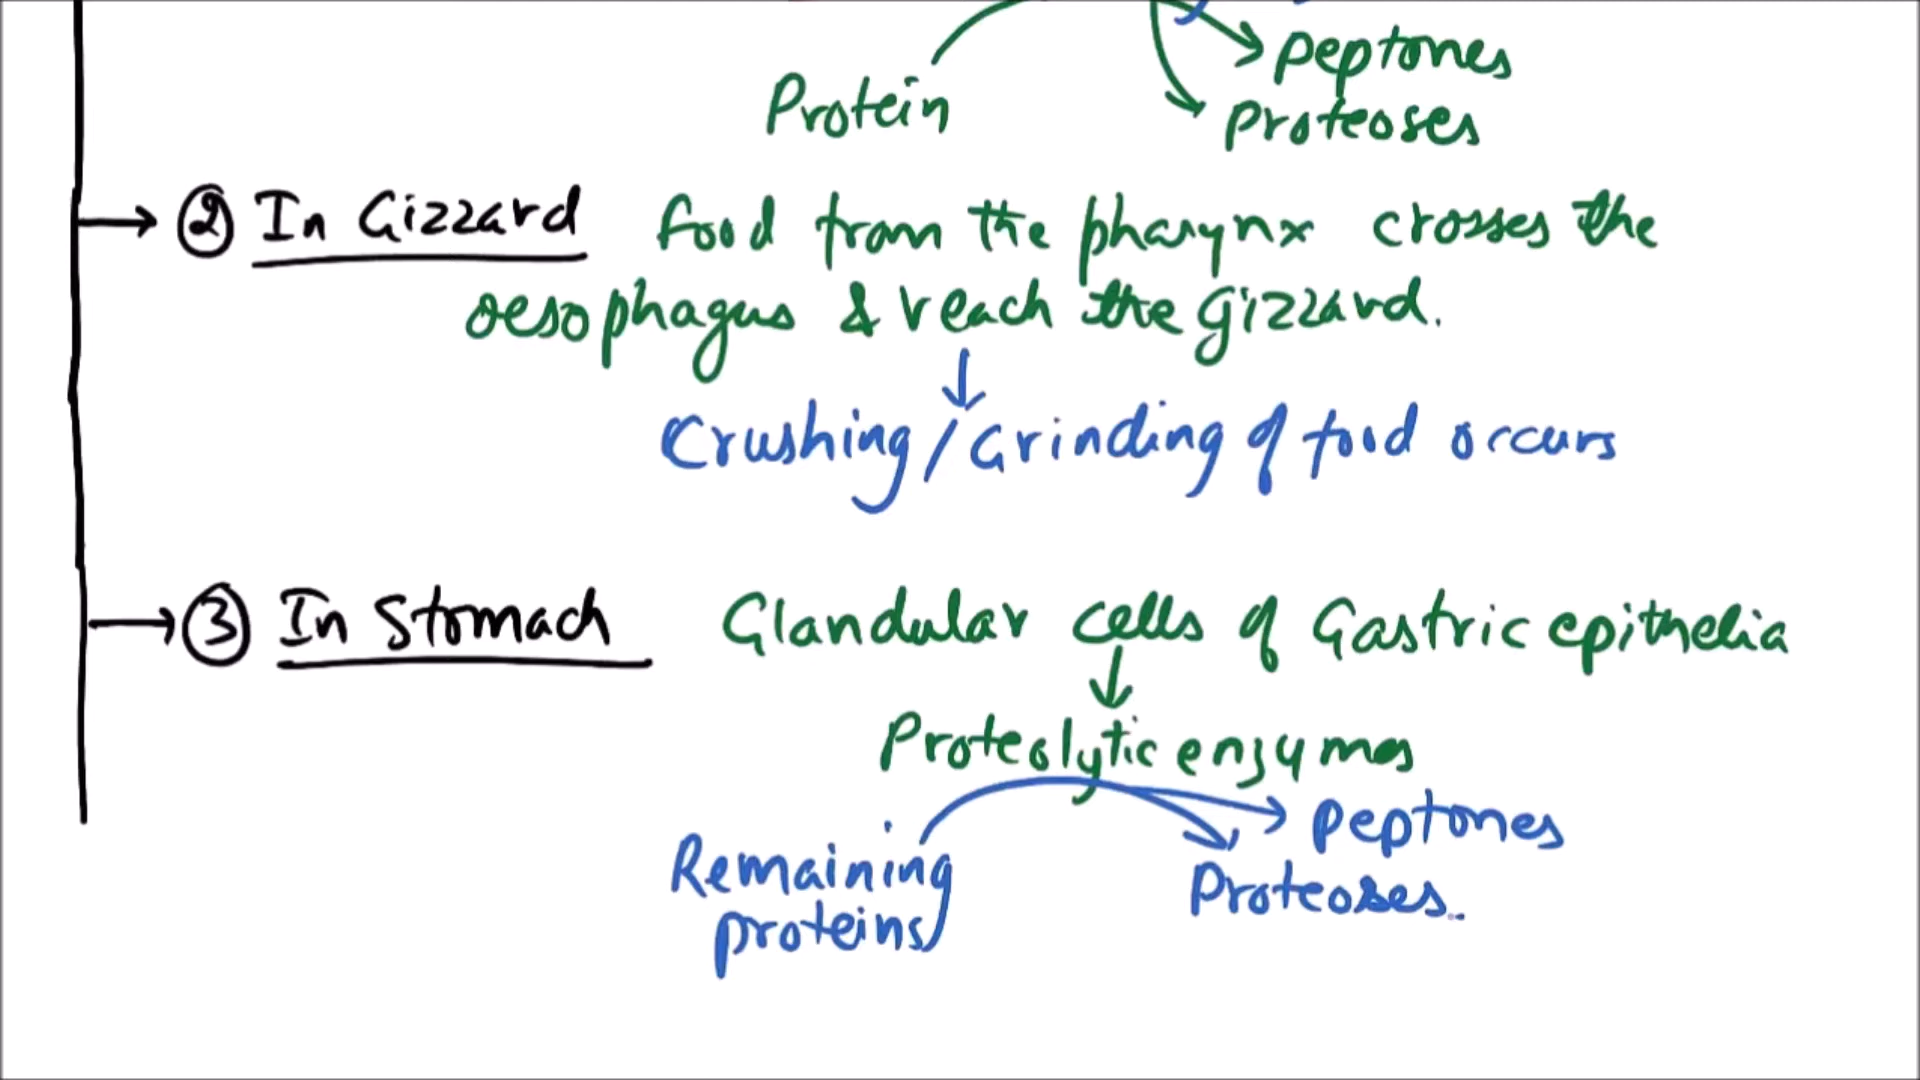 peptones
Protein
proteoses
② In Gizzard food from the pharynx crosses the
oesophagus & reach the Gizzard.
↓
Crushing/Grinding of food occurs
③ In Stomach Glandular cells of Gastric epithelia
↓
Proteolytic enzymes
peptones
Remaining
proteins
Proteoses.